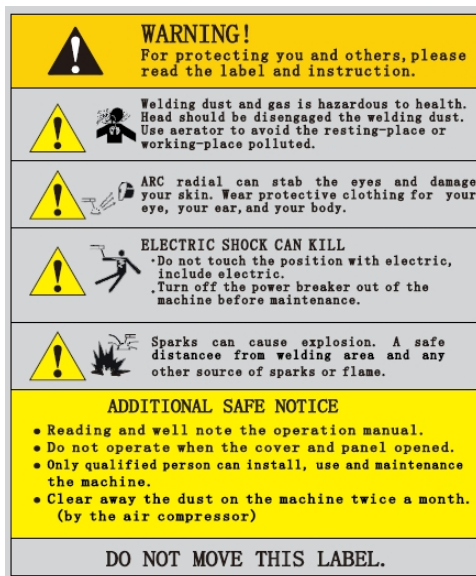 WARNING!
For protecting you and others, please
read the label and instruction.
Welding dust and gas is hazardous to health.
Head should be disengaged the welding dust.
Use aerator to avoid the resting-place or
working-place polluted.
ARC radial can stab the eyes and damage
your skin. Wear protective clothing for your
eye, your ear, and your body.
ELECTRIC SHOCK CAN KILL
·Do not touch the position with electric,
include electric.
.Turn off the power breaker out of the
machine before maintenance.
Sparks can cause explosion. A safe
distancee from welding area and any
other source of sparks or flame.
ADDITIONAL SAFE NOTICE
● Reading and well note the operation manual.
● Do not operate when the cover and panel opened.
● Only qualified person can install, use and maintenance
the machine.
● Clear away the dust on the machine twice a month.
(by the air compressor)
DO NOT MOVE THIS LABEL.